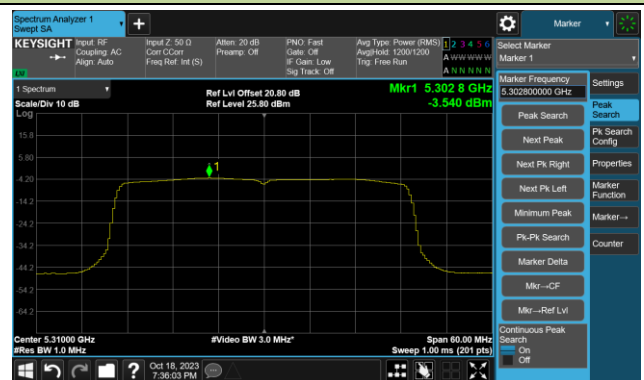 Spectrum Analyzer 1
Swept SA
Marker
KEYSIGHT
Input: RF
Coupling: AC
Align: Auto
Input Z: 50 Ω
Corr CCorr
Freq Ref: Int (S)
Atten: 20 dB
Preamp: Off
PNO: Fast
Gate: Off
IF Gain: Low
Sig Track: Off
Avg Type: Power (RMS)
Avg|Hold: 1200/1200
Trig: Free Run
1 2 3 4 5 6
A W W W W W
A N N N N N
Select Marker
Marker 1
Marker Frequency
5.302800000 GHz
Settings
1 Spectrum
Scale/Div 10 dB
Log
Ref Lvl Offset 20.80 dB
Ref Level 25.80 dBm
Mkr1 5.302 8 GHz
-3.540 dBm
Peak Search
Next Peak
Next Pk Right
Next Pk Left
Minimum Peak
Pk-Pk Search
Marker Delta
Mkr→CF
Mkr→Ref Lvl
Continuous Peak
Search
On
Off
Peak
Search
Pk Search
Config
Properties
Marker
Function
Marker→
Counter
15.8
5.80
-4.20
-14.2
-24.2
-34.2
-44.2
-54.2
-64.2
1
Center 5.31000 GHz
#Res BW 1.0 MHz
#Video BW 3.0 MHz*
Span 60.00 MHz
Sweep 1.00 ms (201 pts)
?
Oct 18, 2023
7:36:03 PM